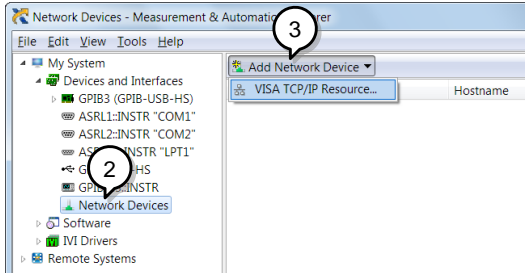 Network Devices - Measurement & Automati rer
3
File Edit View Tools Help
My System
Add Network Device
Devices and Interfaces
VISA TCP/IP Resource...
Hostname
GPIB3 (GPIB-USB-HS)
ASRL1::INSTR "COM1"
ASRL2::INSTR "COM2"
INSTR "LPT1"
2
-HS
INSTR
Network Devices
Software
IVI Drivers
Remote Systems